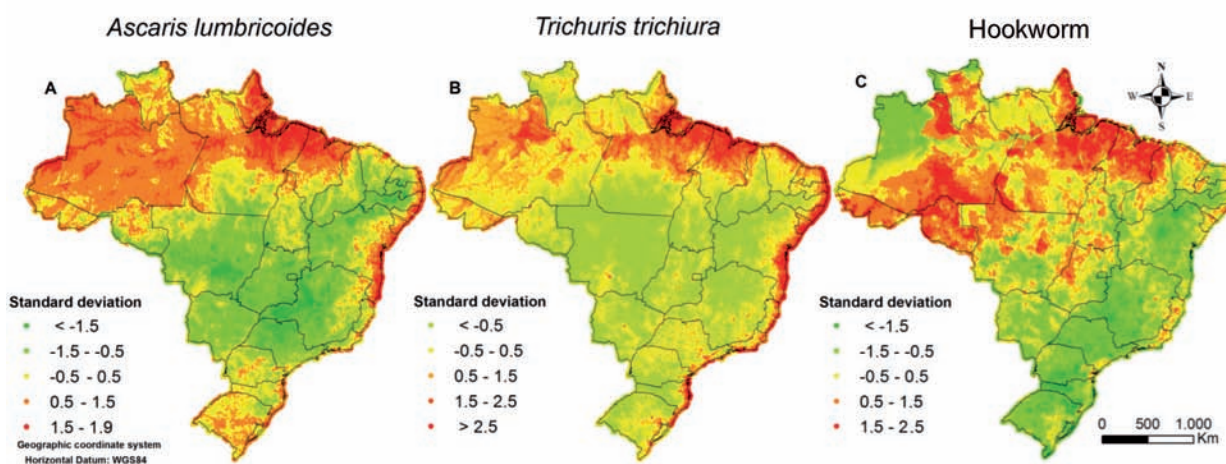 Ascaris lumbricoides
Trichuris trichiura
Hookworm
A
B
C
N
W E
S
Standard deviation
< -1.5
-1.5 - -0.5
-0.5 - 0.5
0.5 - 1.5
1.5 - 1.9
Geographic coordinate system
Horizontal Datum: WGS84
Standard deviation
< -0.5
-0.5 - 0.5
0.5 - 1.5
1.5 - 2.5
> 2.5
Standard deviation
< -1.5
-1.5 - -0.5
-0.5 - 0.5
0.5 - 1.5
1.5 - 2.5
0 500 1.000
Km